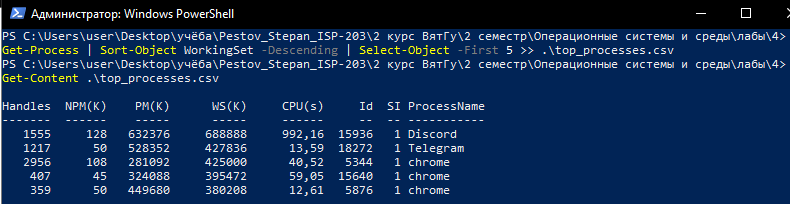 Администратор: Windows PowerShell
PS C:\Users\user\Desktop\учёба\Pestov_Stepan_ISP-203\2 курс ВятГу\2 семестр\Операционные системы и среды\лабы\4>
Get-Process | Sort-Object WorkingSet -Descending | Select-Object -First 5 >> .\top_processes.csv
PS C:\Users\user\Desktop\учёба\Pestov_Stepan_ISP-203\2 курс ВятГу\2 семестр\Операционные системы и среды\лабы\4>
Get-Content .\top_processes.csv
Handles  NPM(K)    PM(K)      WS(K)     CPU(s)     Id  SI ProcessName
-------  ------    -----      -----     ------     --  -- -----------
   1555     128   632376     688888     992,16  15936   1 Discord
   1217      50   528352     427836      13,59  18272   1 Telegram
   2956     108   281092     425000      40,52   5344   1 chrome
    407      45   324088     395472      59,05  15640   1 chrome
    359      50   449680     380208      12,61   5876   1 chrome